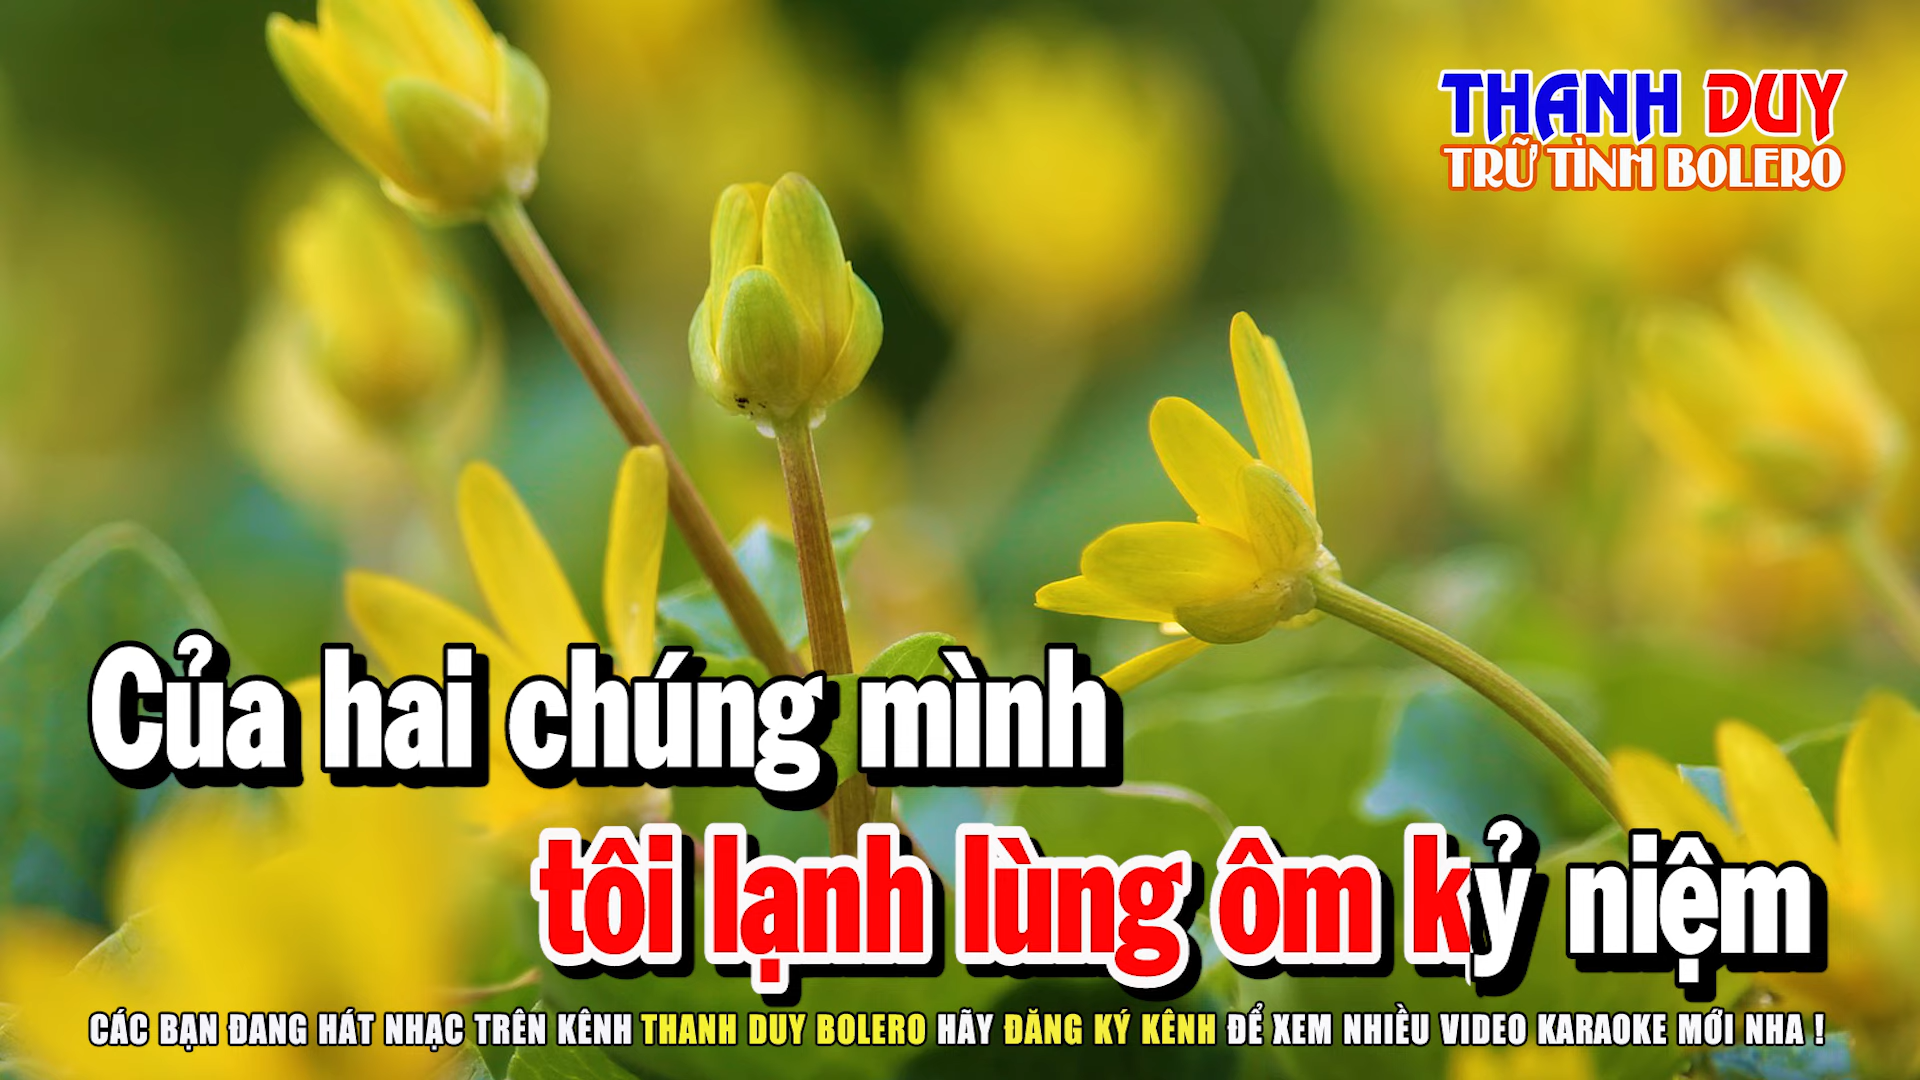 THANH DUY
TRỮ TÌNH BOLERO
Của hai chúng mình
tôi lạnh lùng ôm kỷ niệm
CÁC BẠN ĐANG HÁT NHẠC TRÊN KÊNH THANH DUY BOLERO HÃY ĐĂNG KÝ KÊNH ĐỂ XEM NHIỀU VIDEO KARAOKE MỚI NHA !